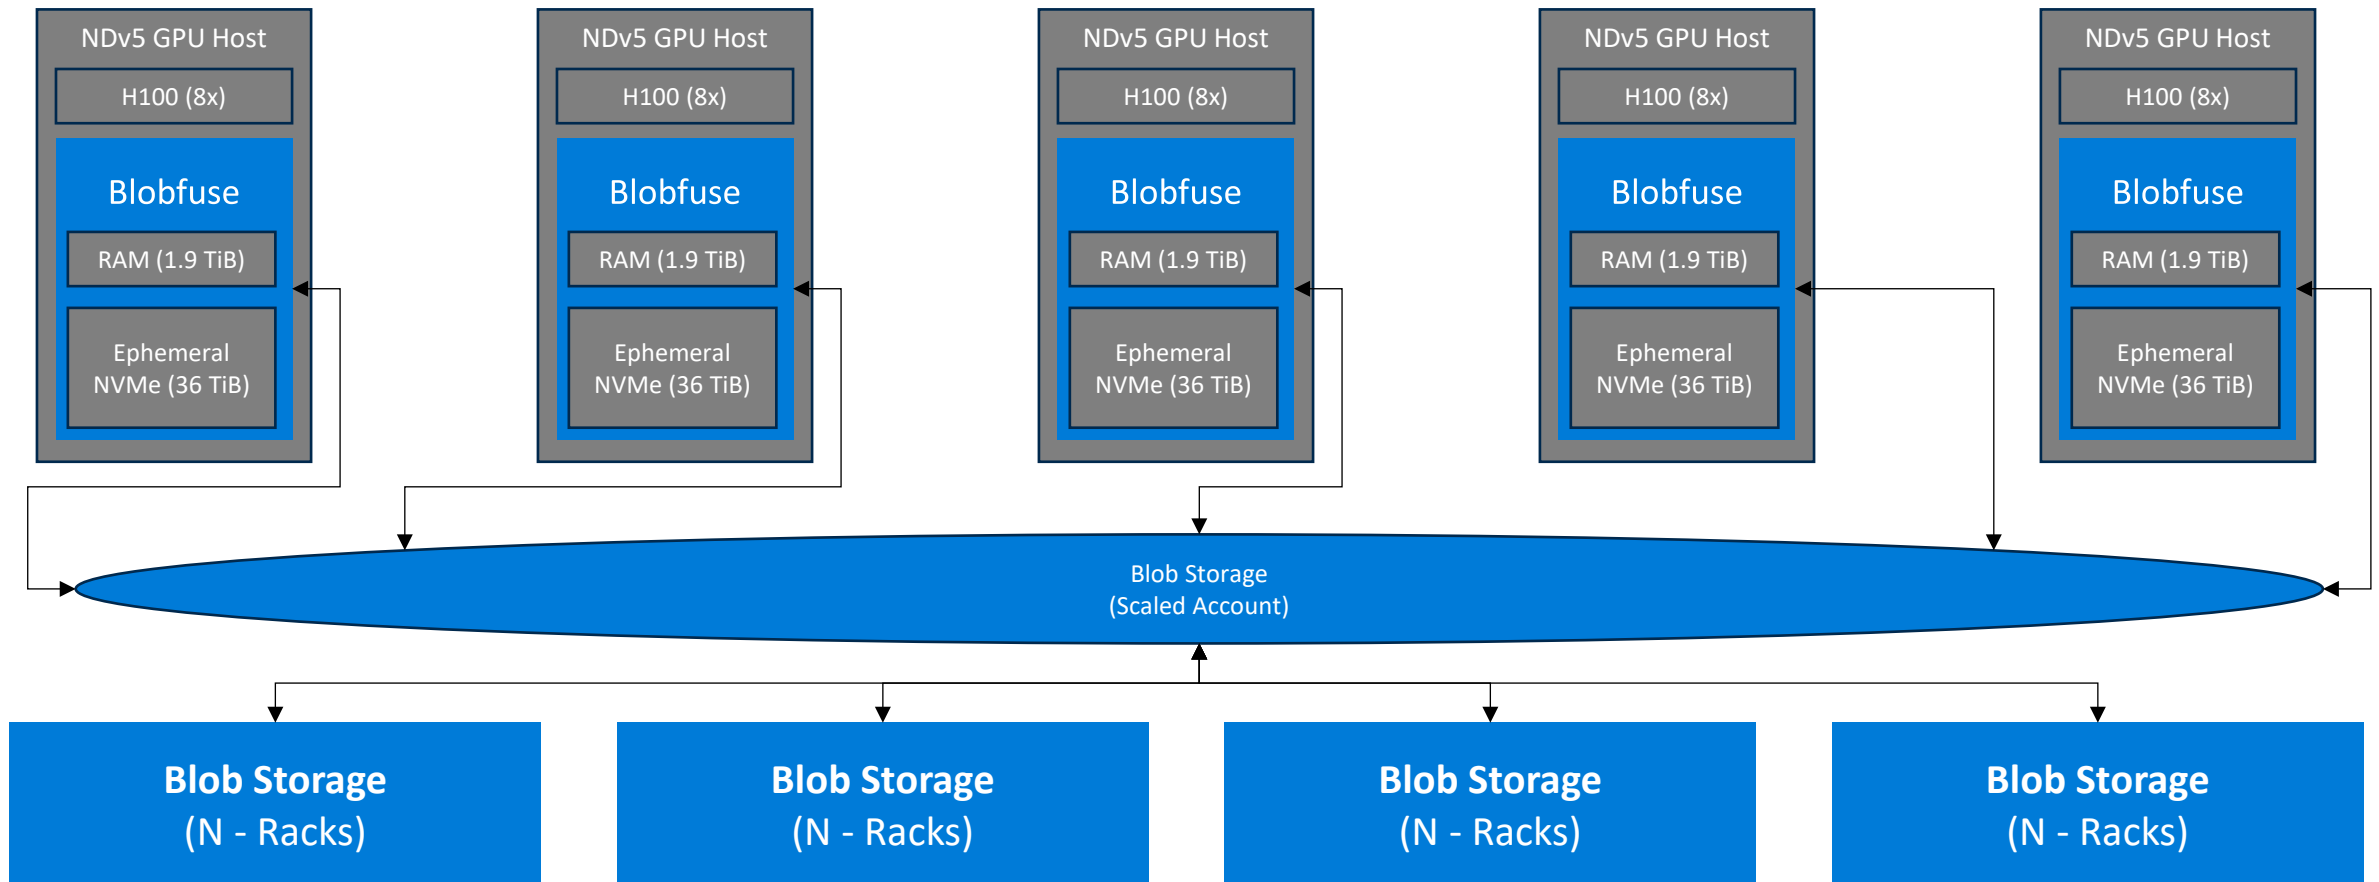 NDv5 GPU Host
H100 (8x)
Blobfuse
RAM (1.9 TiB)
Ephemeral
NVMe (36 TiB)
NDv5 GPU Host
H100 (8x)
Blobfuse
RAM (1.9 TiB)
Ephemeral
NVMe (36 TiB)
NDv5 GPU Host
H100 (8x)
Blobfuse
RAM (1.9 TiB)
Ephemeral
NVMe (36 TiB)
NDv5 GPU Host
H100 (8x)
Blobfuse
RAM (1.9 TiB)
Ephemeral
NVMe (36 TiB)
NDv5 GPU Host
H100 (8x)
Blobfuse
RAM (1.9 TiB)
Ephemeral
NVMe (36 TiB)
Blob Storage
(Scaled Account)
Blob Storage
(N - Racks)
Blob Storage
(N - Racks)
Blob Storage
(N - Racks)
Blob Storage
(N - Racks)